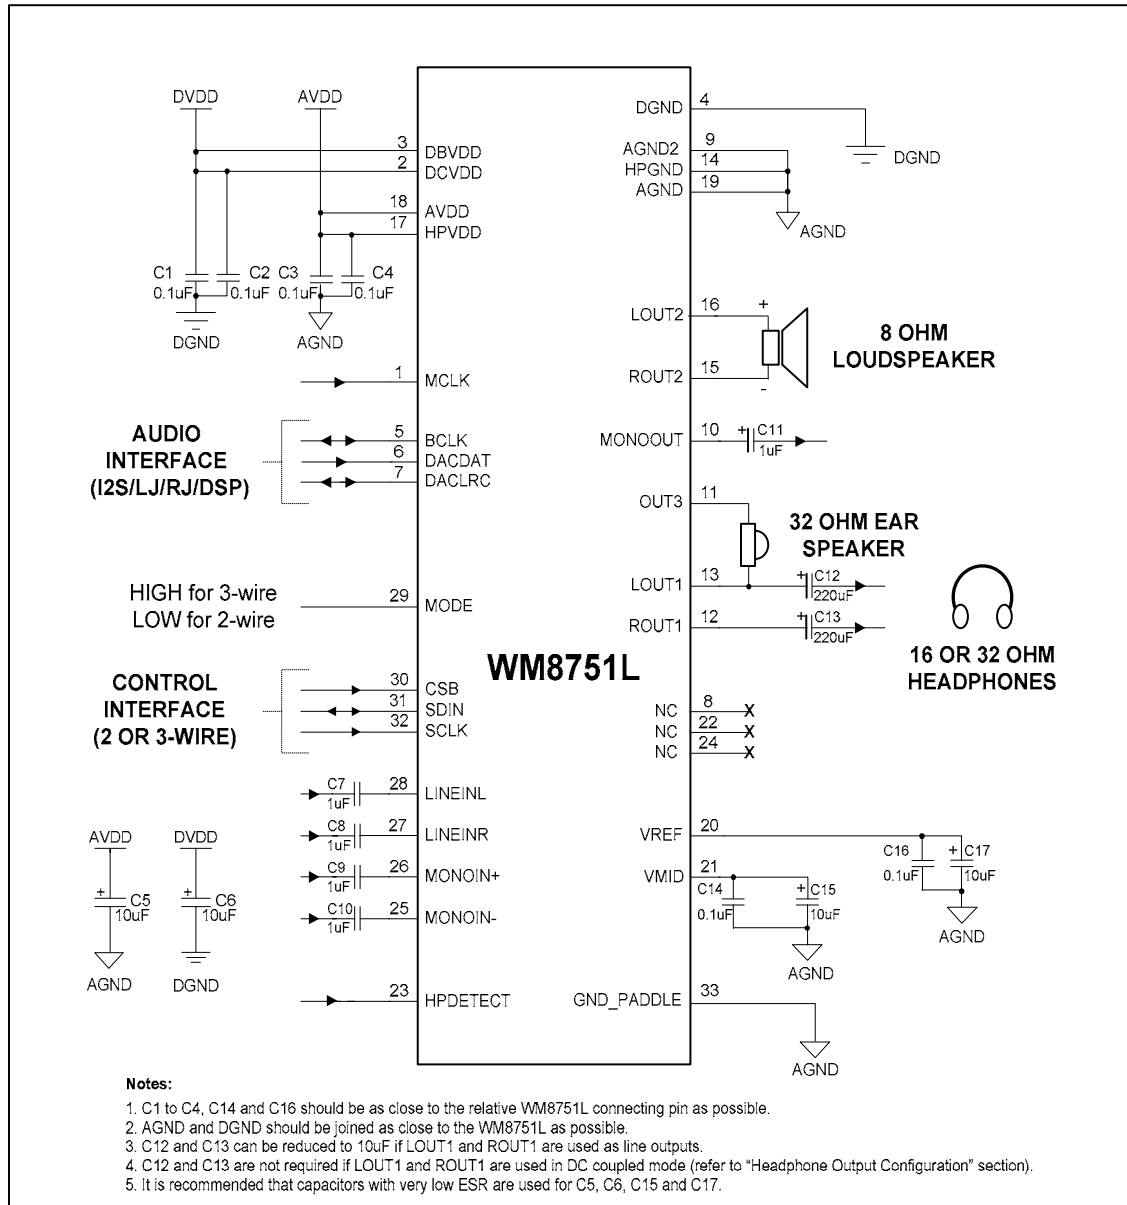 DVDD
AVDD
3 DBVDD
2 DCVDD
18 AVDD
17 HPVDD
C1 0.1uF
C2 0.1uF
C3 0.1uF
C4 0.1uF
DGND
AGND
1 MCLK
AUDIO
INTERFACE
(I2S/LJ/RJ/DSP)
5 BCLK
6 DACDAT
7 DACLRC
HIGH for 3-wire
LOW for 2-wire
29 MODE
CONTROL
INTERFACE
(2 OR 3-WIRE)
30 CSB
31 SDIN
32 SCLK
C7 1uF 28 LINEINL
C8 1uF 27 LINEINR
C9 1uF 26 MONOIN+
C10 1uF 25 MONOIN-
AVDD
+ C5
10uF
AGND
DVDD
+ C6
10uF
DGND
23 HPDETECT
WM8751L
DGND 4
DGND
AGND2 9
HPGND 14
AGND 19
AGND
LOUT2 16 +
ROUT2 15 -
8 OHM
LOUDSPEAKER
MONOOUT 10 + C11
1uF
OUT3 11
32 OHM EAR
SPEAKER
LOUT1 13 + C12
220uF
ROUT1 12 + C13
220uF
16 OR 32 OHM
HEADPHONES
NC 8 X
NC 22 X
NC 24 X
VREF 20
C16
0.1uF
+ C17
10uF
AGND
VMID 21
C14
0.1uF
+ C15
10uF
AGND
GND_PADDLE 33
AGND
Notes:
1. C1 to C4, C14 and C16 should be as close to the relative WM8751L connecting pin as possible.
2. AGND and DGND should be joined as close to the WM8751L as possible.
3. C12 and C13 can be reduced to 10uF if LOUT1 and ROUT1 are used as line outputs.
4. C12 and C13 are not required if LOUT1 and ROUT1 are used in DC coupled mode (refer to "Headphone Output Configuration" section).
5. It is recommended that capacitors with very low ESR are used for C5, C6, C15 and C17.